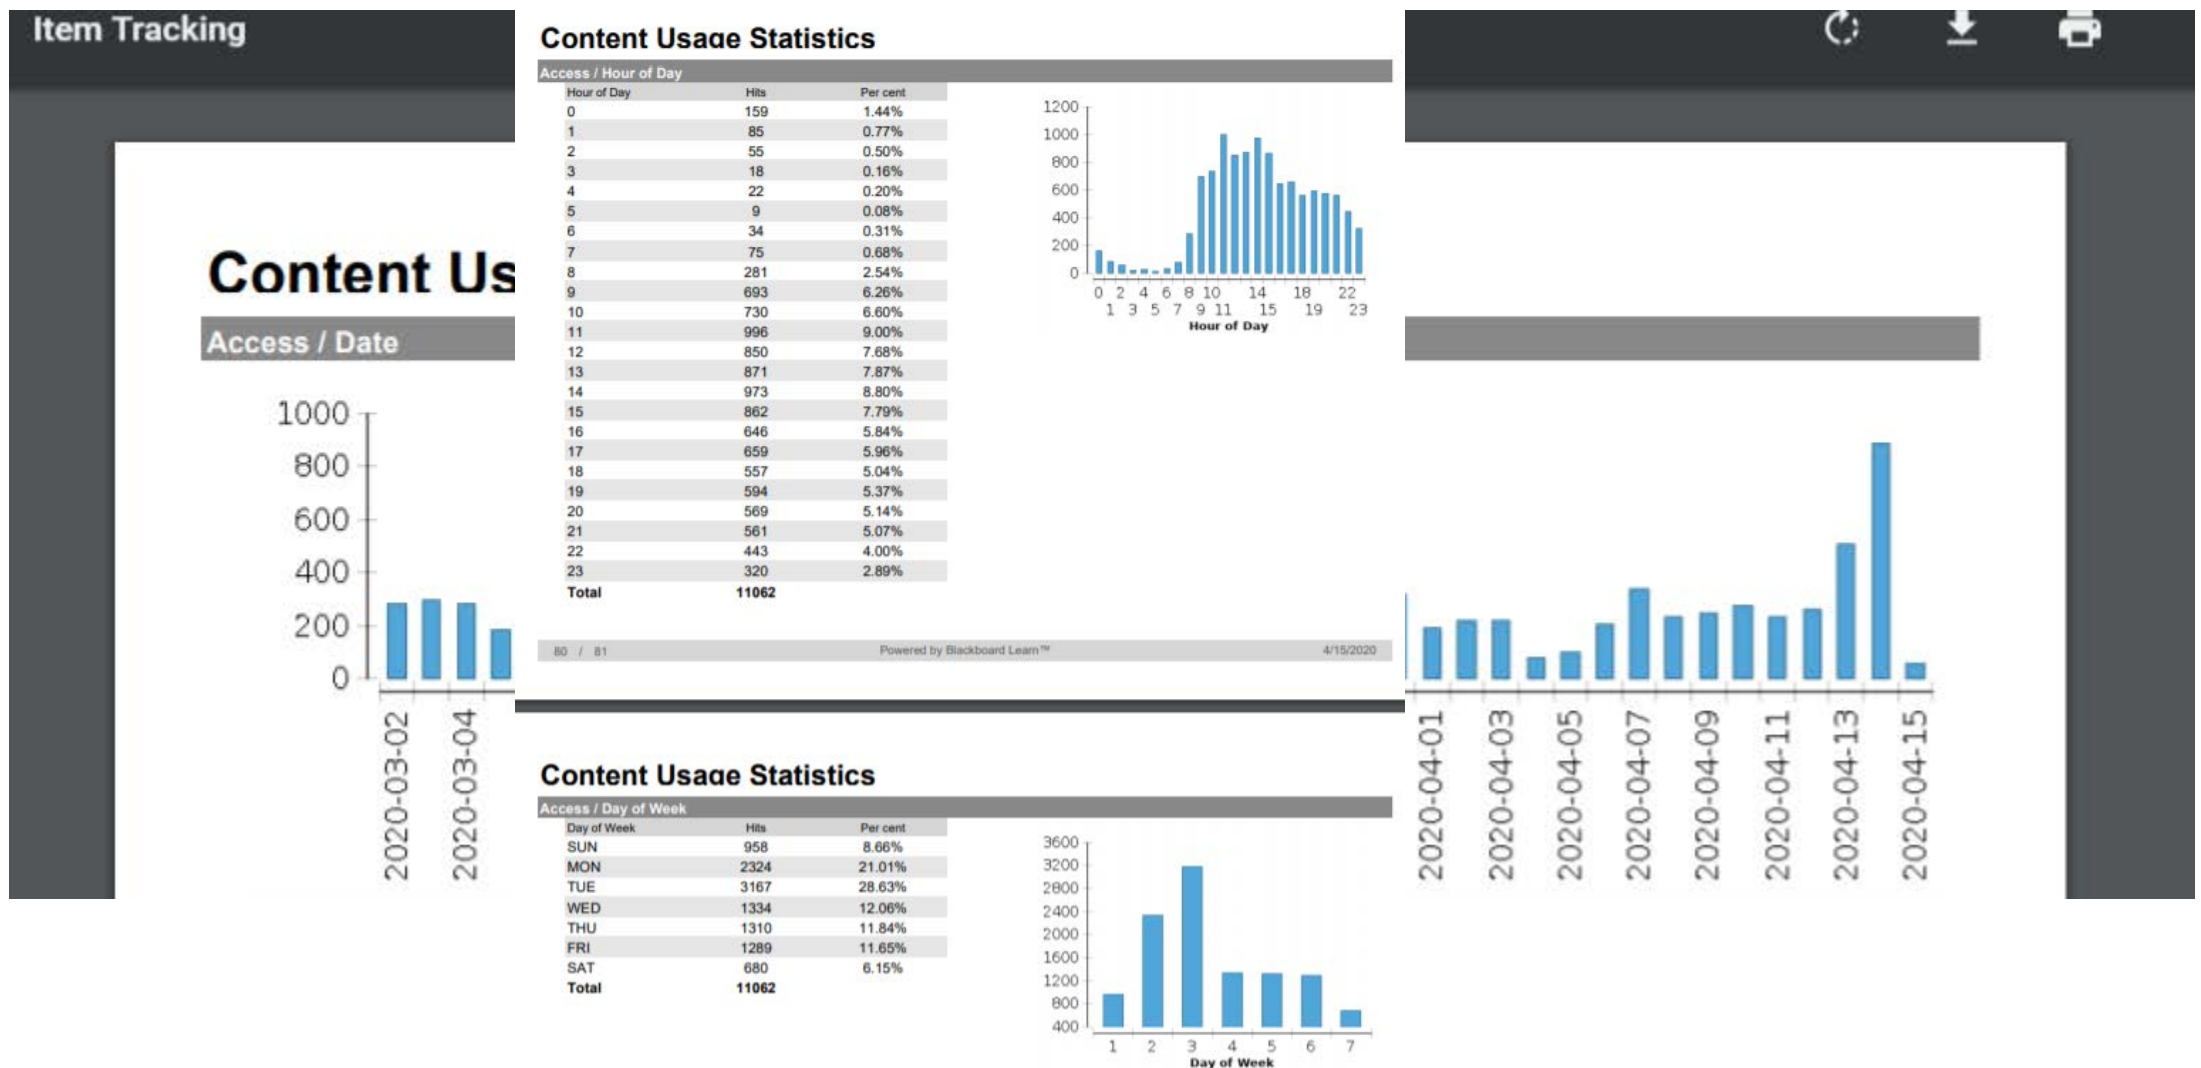 Item Tracking
Content Us
Access / Date
1000
800
600
400
200
0
2020-03-02
2020-03-04
Content Usage Statistics
Access / Hour of Day
Hour of Day Hits Per cent
0 159 1.44%
1 85 0.77%
2 55 0.50%
3 18 0.16%
4 22 0.20%
5 9 0.08%
6 34 0.31%
7 75 0.68%
8 281 2.54%
9 693 6.26%
10 730 6.60%
11 996 9.00%
12 850 7.68%
13 871 7.87%
14 973 8.80%
15 862 7.79%
16 646 5.84%
17 659 5.96%
18 557 5.04%
19 594 5.37%
20 569 5.14%
21 561 5.07%
22 443 4.00%
23 320 2.89%
Total 11062
1200
1000
800
600
400
200
0
0 2 4 6 8 10 14 18 22
1 3 5 7 9 11 15 19 23
Hour of Day
80 / 81 Powered by Blackboard Learn™ 4/15/2020
Content Usage Statistics
Access / Day of Week
Day of Week Hits Per cent
SUN 958 8.66%
MON 2324 21.01%
TUE 3167 28.63%
WED 1334 12.06%
THU 1310 11.84%
FRI 1289 11.65%
SAT 680 6.15%
Total 11062
3600
3200
2800
2400
2000
1600
1200
800
400
1 2 3 4 5 6 7
Day of Week
2020-04-01
2020-04-03
2020-04-05
2020-04-07
2020-04-09
2020-04-11
2020-04-13
2020-04-15